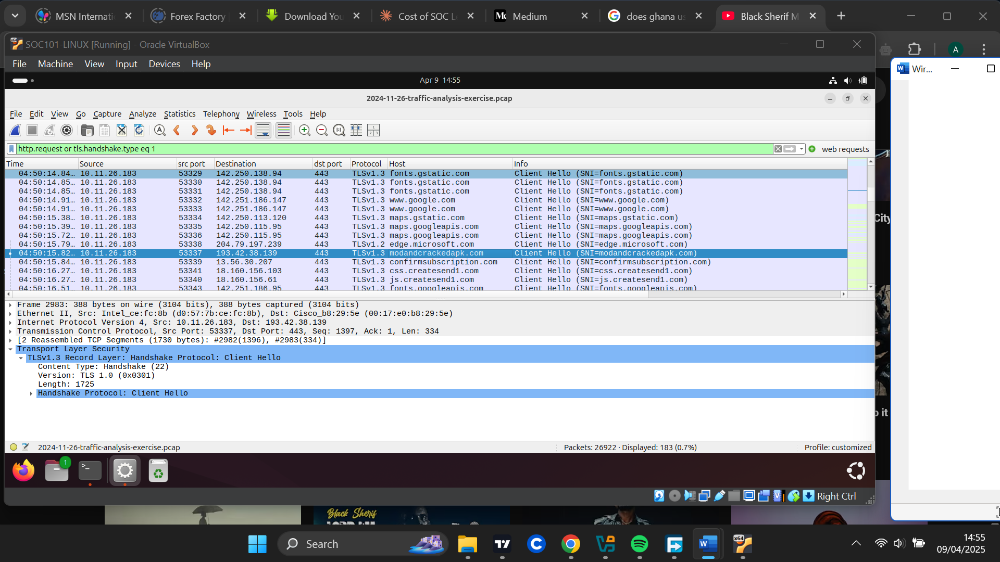 MSN Internati
Forex Factory
Download You
Cost of SOC Le
Medium
does ghana us
Black Sherif M
SOC101-LINUX [Running] - Oracle VirtualBox
A
File Machine View Input Devices Help
Wir...
Apr 9 14:55
2024-11-26-traffic-analysis-exercise.pcap
File Edit View Go Capture Analyze Statistics Telephony Wireless Tools Help
http.request or tls.handshake.type eq 1
web requests
Time Source src port Destination dst port Protocol Host Info
04:50:14.84… 10.11.26.183 53329 142.250.138.94 443 TLSv1.3 fonts.gstatic.com Client Hello (SNI=fonts.gstatic.com)
04:50:14.85… 10.11.26.183 53330 142.250.138.94 443 TLSv1.3 fonts.gstatic.com Client Hello (SNI=fonts.gstatic.com)
04:50:14.85… 10.11.26.183 53331 142.250.138.94 443 TLSv1.3 fonts.gstatic.com Client Hello (SNI=fonts.gstatic.com)
04:50:14.91… 10.11.26.183 53332 142.251.186.147 443 TLSv1.3 www.google.com Client Hello (SNI=www.google.com)
04:50:14.91… 10.11.26.183 53333 142.251.186.147 443 TLSv1.3 www.google.com Client Hello (SNI=www.google.com)
04:50:15.38… 10.11.26.183 53334 142.250.113.120 443 TLSv1.3 maps.gstatic.com Client Hello (SNI=maps.gstatic.com)
04:50:15.39… 10.11.26.183 53335 142.250.115.95 443 TLSv1.3 maps.googleapis.com Client Hello (SNI=maps.googleapis.com)
04:50:15.72… 10.11.26.183 53336 142.250.115.95 443 TLSv1.3 maps.googleapis.com Client Hello (SNI=maps.googleapis.com)
04:50:15.79… 10.11.26.183 53338 204.79.197.239 443 TLSv1.2 edge.microsoft.com Client Hello (SNI=edge.microsoft.com)
04:50:15.82… 10.11.26.183 53337 193.42.38.139 443 TLSv1.3 modandcrackedapk.com Client Hello (SNI=modandcrackedapk.com)
04:50:15.84… 10.11.26.183 53339 13.56.30.207 443 TLSv1.3 confirmsubscription.com Client Hello (SNI=confirmsubscription.com)
04:50:16.27… 10.11.26.183 53341 18.160.156.103 443 TLSv1.3 css.createsend1.com Client Hello (SNI=css.createsend1.com)
04:50:16.27… 10.11.26.183 53340 18.160.156.61 443 TLSv1.3 js.createsend1.com Client Hello (SNI=js.createsend1.com)
04:50:16.51… 10.11.26.183 53343 142.251.186.95 443 TLSv1.3 fonts.googleapis.com Client Hello (SNI=fonts.googleapis.com)
City
Frame 2983: 388 bytes on wire (3104 bits), 388 bytes captured (3104 bits)
Ethernet II, Src: Intel_ce:fc:8b (d0:57:7b:ce:fc:8b), Dst: Cisco_b8:29:5e (00:17:e0:b8:29:5e)
Internet Protocol Version 4, Src: 10.11.26.183, Dst: 193.42.38.139
Transmission Control Protocol, Src Port: 53337, Dst Port: 443, Seq: 1397, Ack: 1, Len: 334
[2 Reassembled TCP Segments (1730 bytes): #2982(1396), #2983(334)]
Transport Layer Security
TLSv1.3 Record Layer: Handshake Protocol: Client Hello
Content Type: Handshake (22)
Version: TLS 1.0 (0x0301)
Length: 1725
Handshake Protocol: Client Hello
it
2024-11-26-traffic-analysis-exercise.pcap
Packets: 26922 · Displayed: 183 (0.7%)
Profile: customized
1
Right Ctrl
Black Sherif
Search
14:55
09/04/2025